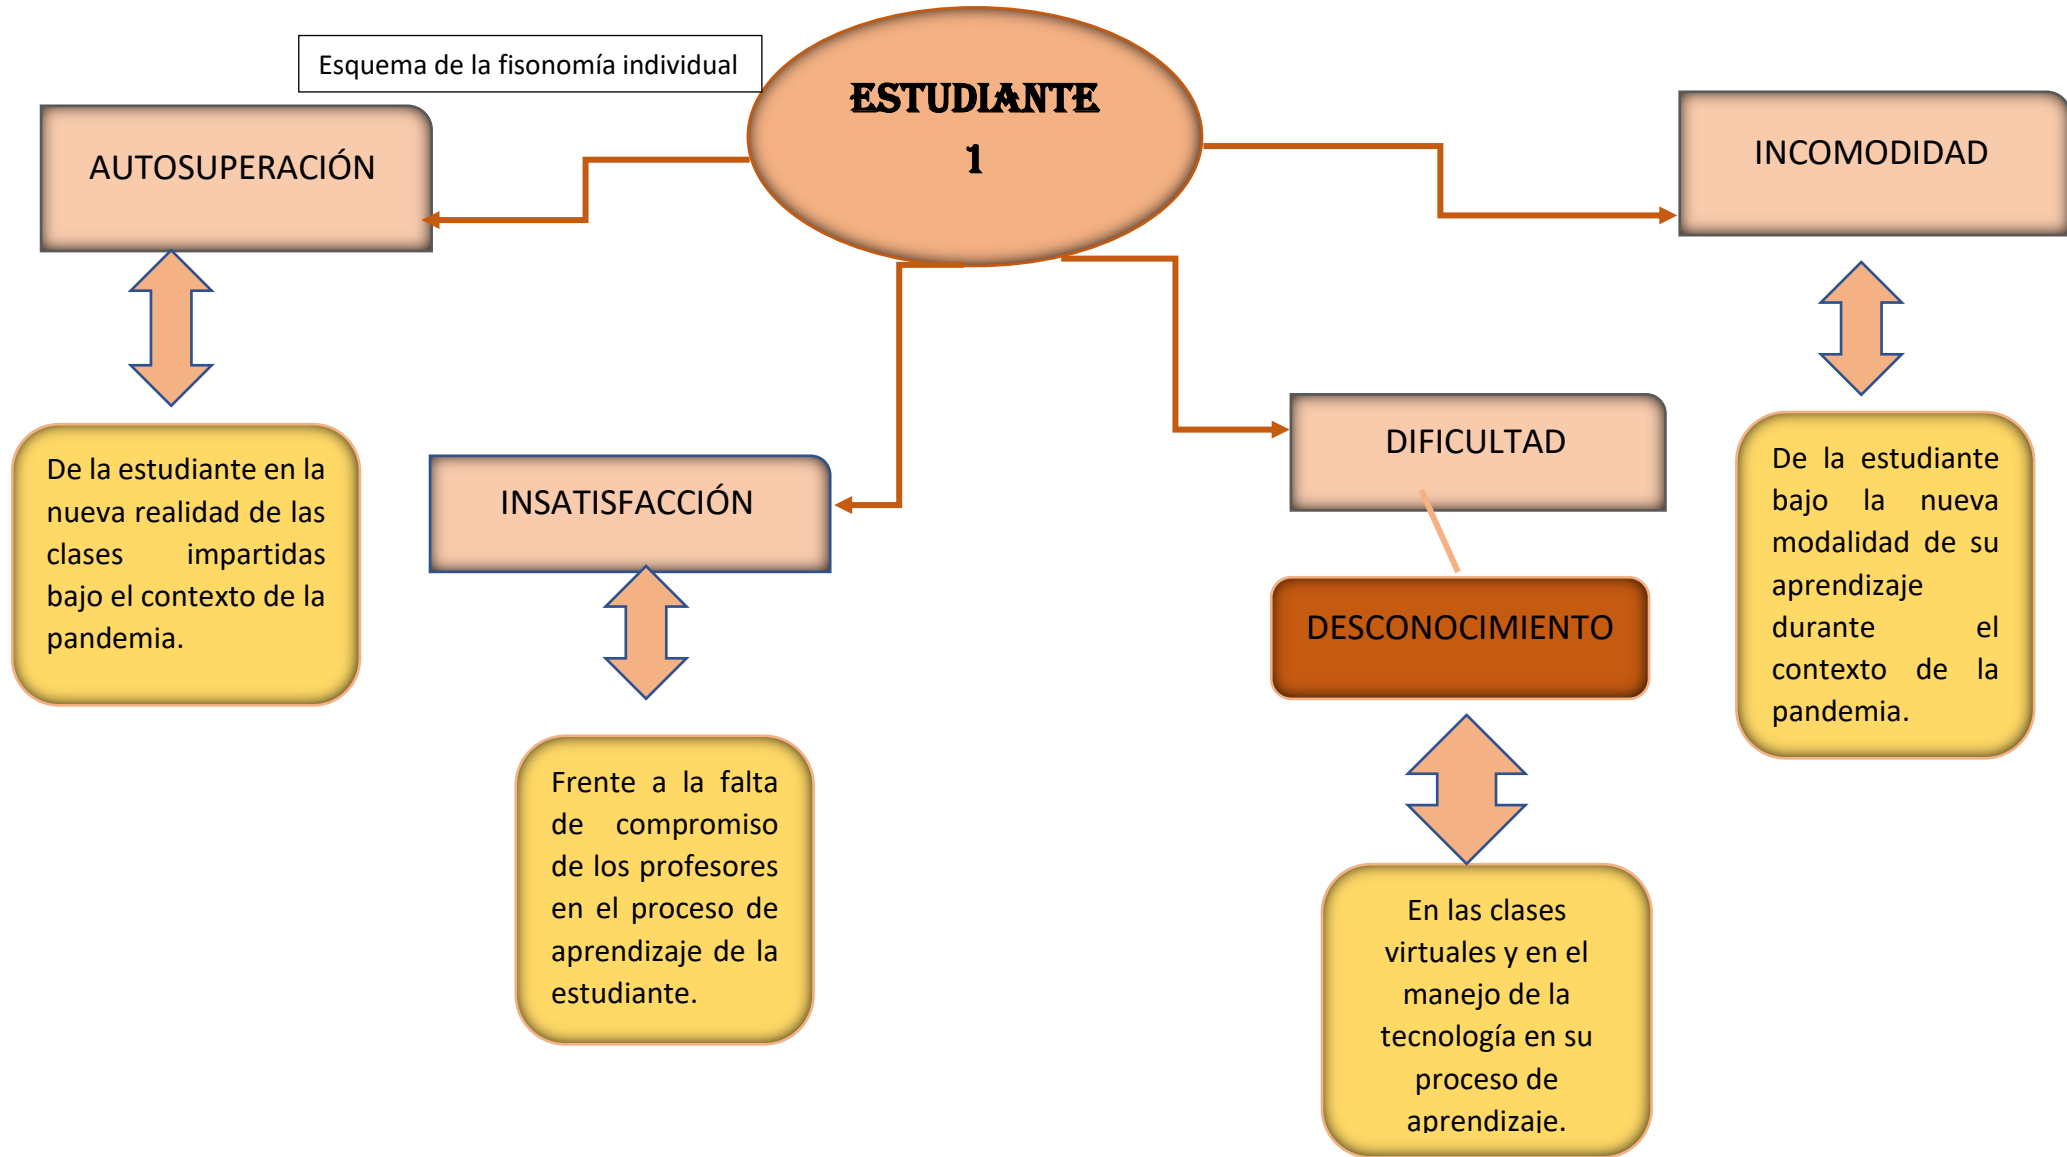 Esquema de la fisonomía individual
ESTUDIANTE
1
AUTOSUPERACIÓN
INCOMODIDAD
De la estudiante en la
nueva realidad de las
clases impartidas
bajo el contexto de la
pandemia.
INSATISFACCIÓN
Frente a la falta
de compromiso
de los profesores
en el proceso de
aprendizaje de la
estudiante.
DIFICULTAD
DESCONOCIMIENTO
En las clases
virtuales y en el
manejo de la
tecnología en su
proceso de
aprendizaje.
De la estudiante
bajo la nueva
modalidad de su
aprendizaje
durante el
contexto de la
pandemia.